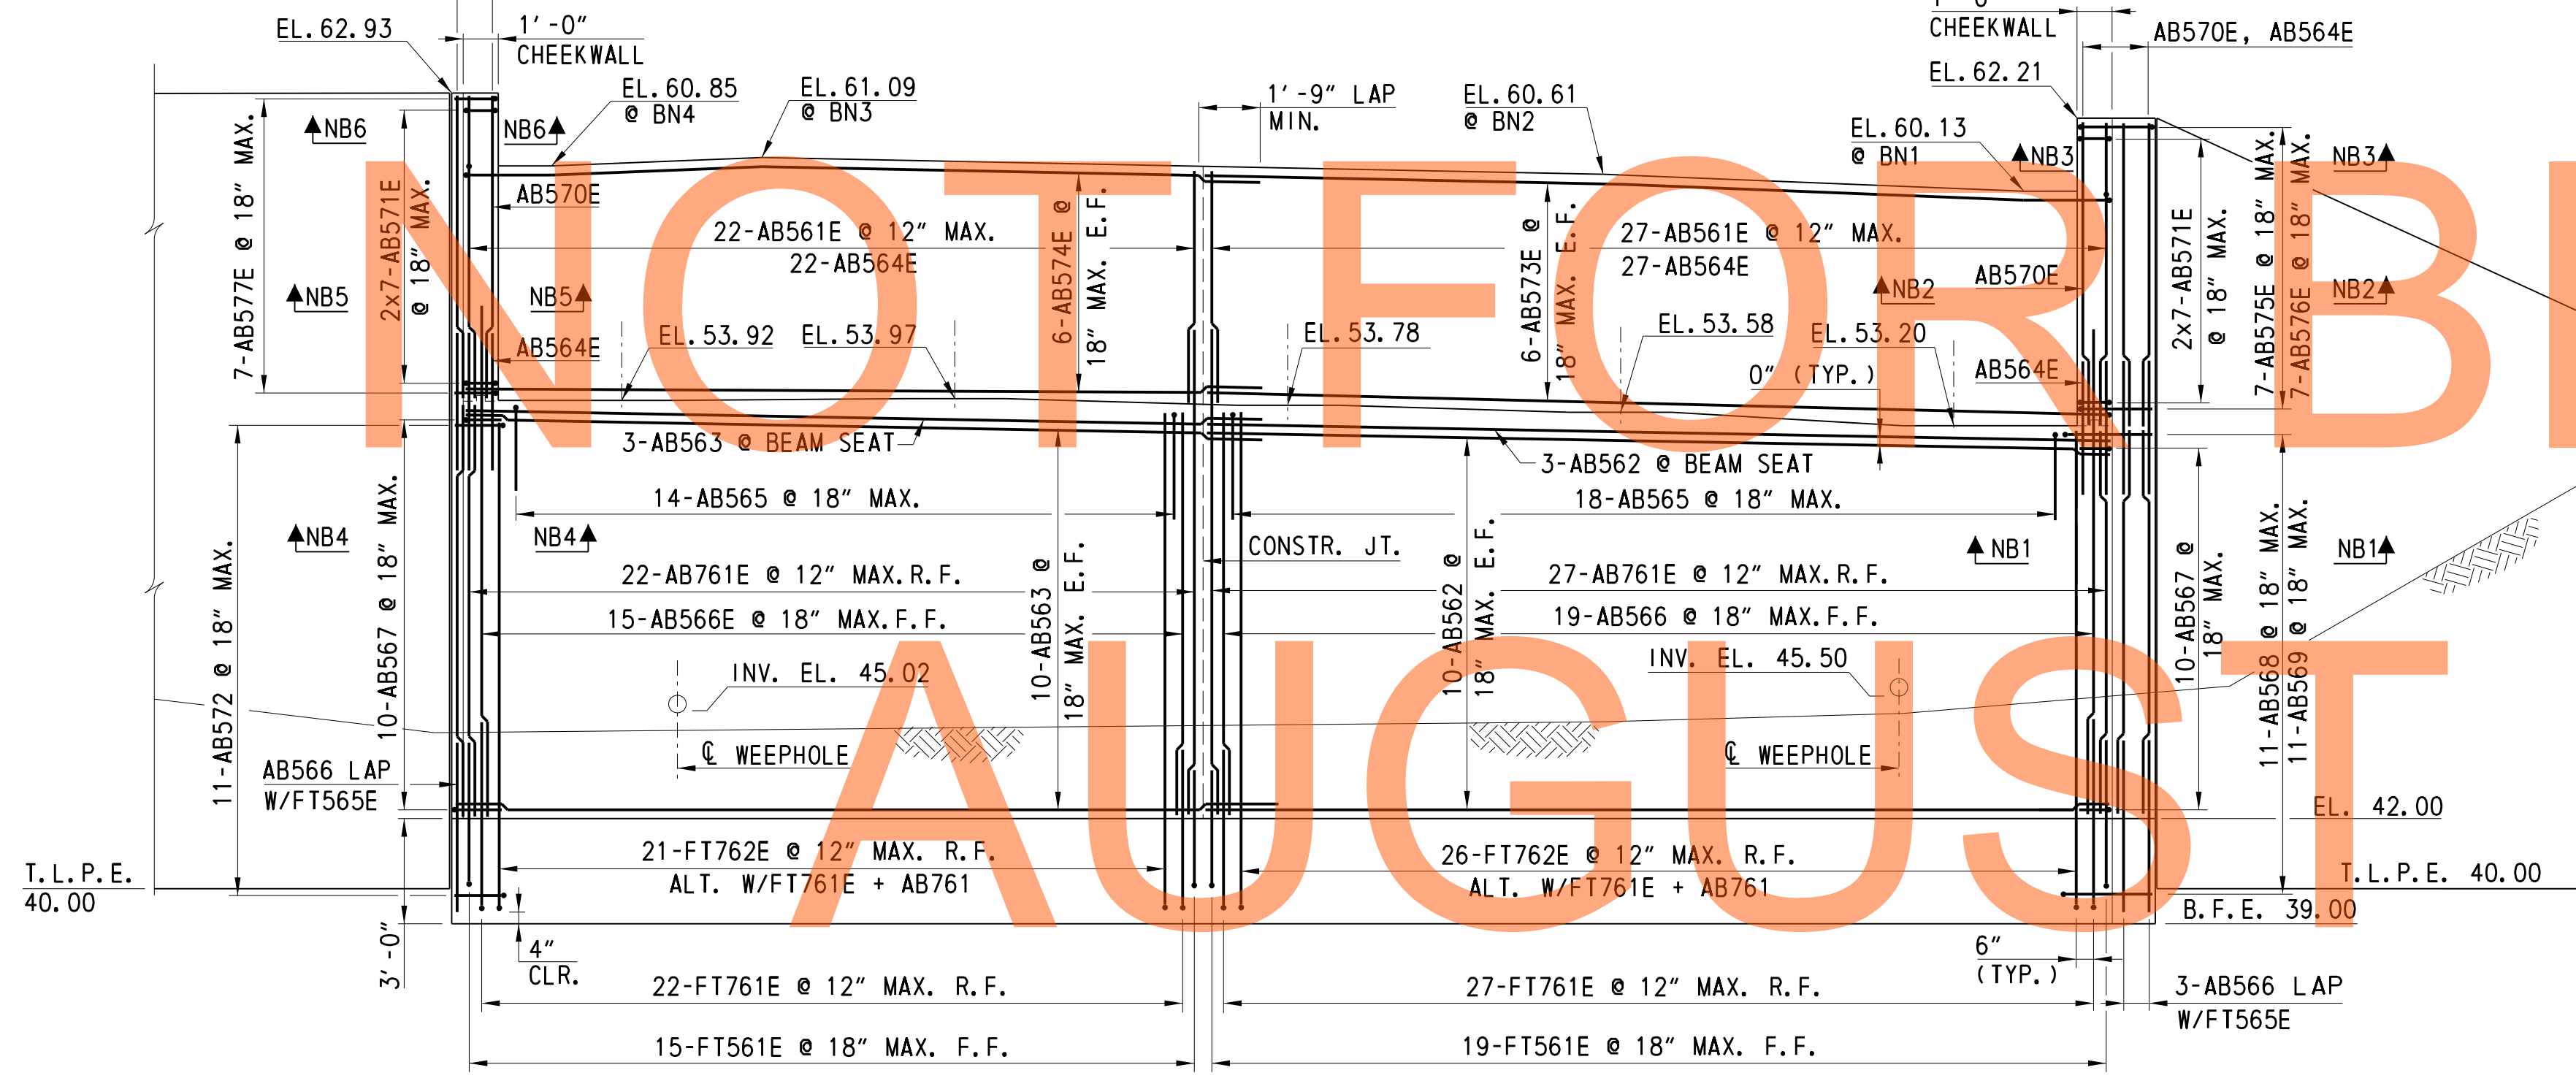 EL.62.93
1'-0"
CHEEKWALL
EL.60.85
@ BN4
EL.61.09
@ BN3
1'-9" LAP
MIN.
EL.60.61
@ BN2
CHEEKWALL
AB570E, AB564E
EL.62.21
EL.60.13
@ BN1
NB6
NB6
NB3
NB3
7-AB577E @ 18" MAX.
2x7-AB571E
@ 18" MAX.
AB570E
22-AB561E @ 12" MAX.
22-AB564E
6-AB574E @
18" MAX. E.F.
6-AB573E @
18" MAX. E.F.
27-AB561E @ 12" MAX.
27-AB564E
AB570E
2x7-AB571E
@ 18" MAX.
7-AB575E @ 18" MAX.
7-AB576E @ 18" MAX.
NB5
NB5
NB2
NB2
EL.53.92
EL.53.97
EL.53.78
EL.53.58
EL.53.20
AB564E
0" (TYP.)
AB564E
3-AB563 @ BEAM SEAT
3-AB562 @ BEAM SEAT
14-AB565 @ 18" MAX.
18-AB565 @ 18" MAX.
NB4
NB4
CONSTR. JT.
NB1
NB1
11-AB572 @ 18" MAX.
10-AB567 @ 18" MAX.
22-AB761E @ 12" MAX.R.F.
15-AB566E @ 18" MAX.F.F.
10-AB563 @
18" MAX. E.F.
10-AB562 @
18" MAX. E.F.
27-AB761E @ 12" MAX.R.F.
19-AB566 @ 18" MAX.F.F.
10-AB567 @
18" MAX.
11-AB568 @ 18" MAX.
11-AB569 @ 18" MAX.
INV. EL. 45.02
INV. EL. 45.50
℄ WEEPHOLE
℄ WEEPHOLE
AB566 LAP
W/FT565E
EL. 42.00
21-FT762E @ 12" MAX. R.F.
ALT. W/FT761E + AB761
26-FT762E @ 12" MAX. R.F.
ALT. W/FT761E + AB761
T.L.P.E.
40.00
T.L.P.E. 40.00
B.F.E. 39.00
3'-0"
4"
CLR.
6"
(TYP.)
22-FT761E @ 12" MAX. R.F.
27-FT761E @ 12" MAX. R.F.
3-AB566 LAP
W/FT565E
15-FT561E @ 18" MAX. F.F.
19-FT561E @ 18" MAX. F.F.
NOT FOR
AUGUST